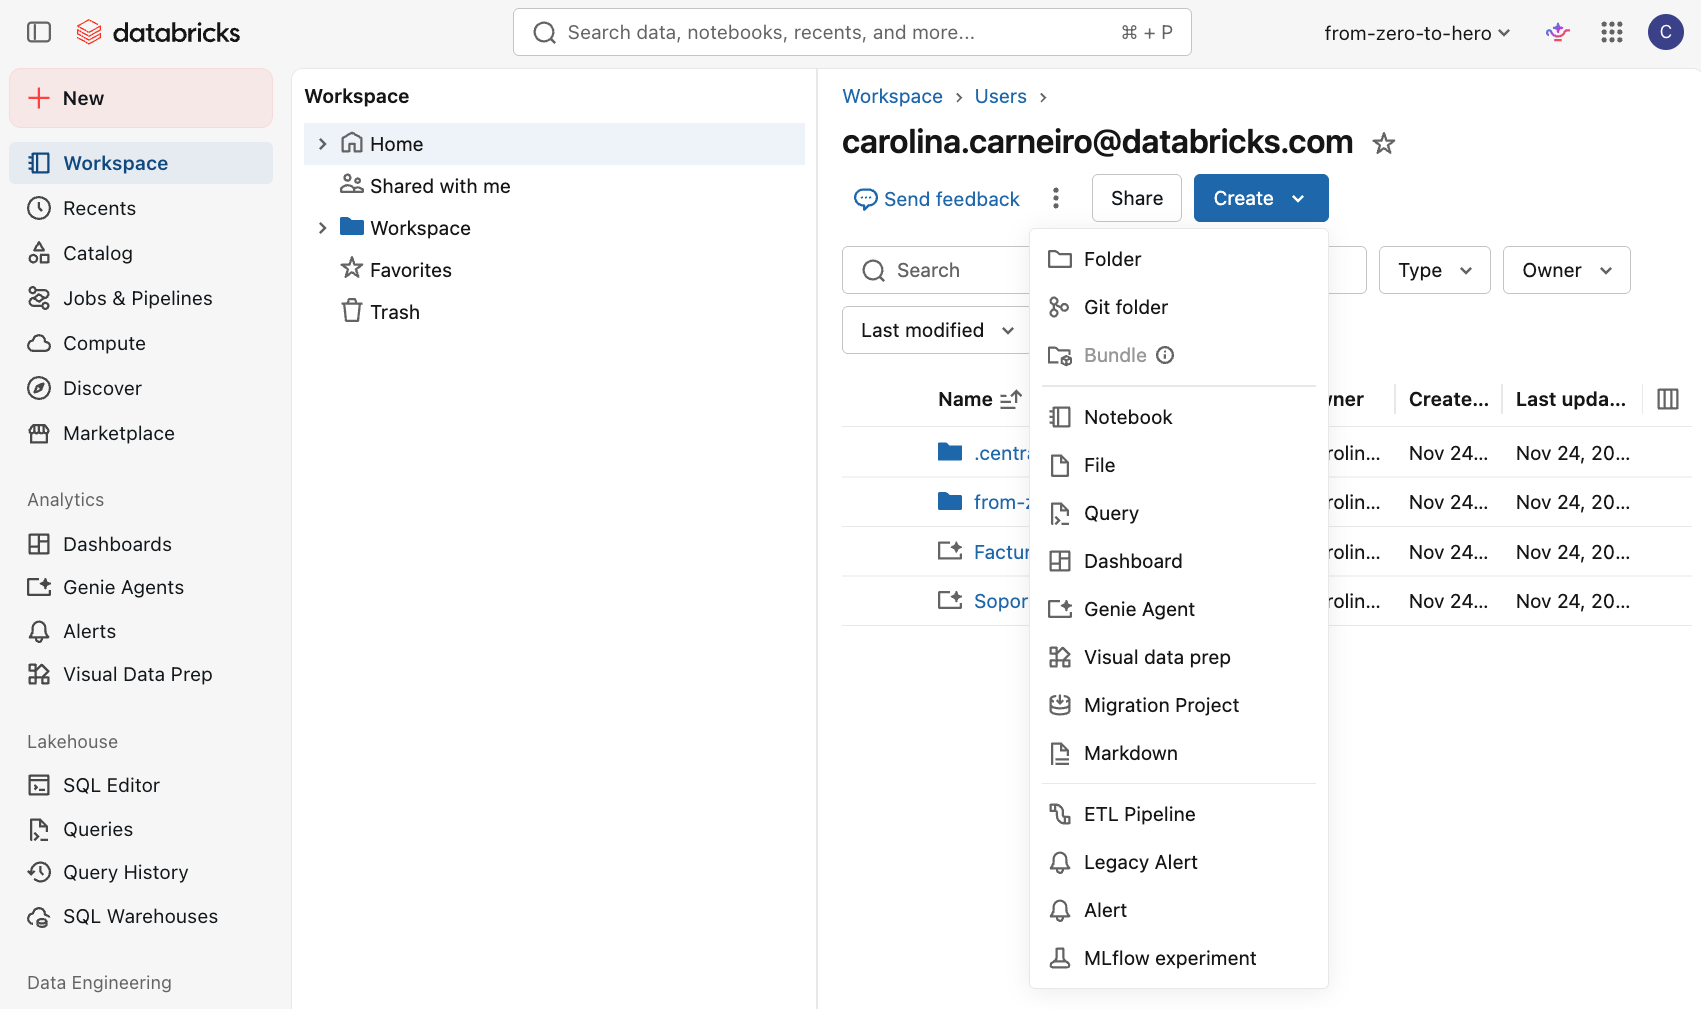 databricks
Search data, notebooks, recents, and more...
⌘ + P
from-zero-to-hero
C
New
Workspace
Recents
Catalog
Jobs & Pipelines
Compute
Discover
Marketplace
Analytics
Dashboards
Genie Agents
Alerts
Visual Data Prep
Lakehouse
SQL Editor
Queries
Query History
SQL Warehouses
Data Engineering
Workspace
Home
Shared with me
Workspace
Favorites
Trash
Workspace › Users ›
carolina.carneiro@databricks.com
Send feedback
Share
Create
Search
Type
Owner
Last modified
Folder
Git folder
Bundle
Notebook
File
Query
Dashboard
Genie Agent
Visual data prep
Migration Project
Markdown
ETL Pipeline
Legacy Alert
Alert
MLflow experiment
Name
Create...
Last upda...
Nov 24... Nov 24, 20...
from-
Nov 24... Nov 24, 20...
Factur
Nov 24... Nov 24, 20...
Sopor
Nov 24... Nov 24, 20...